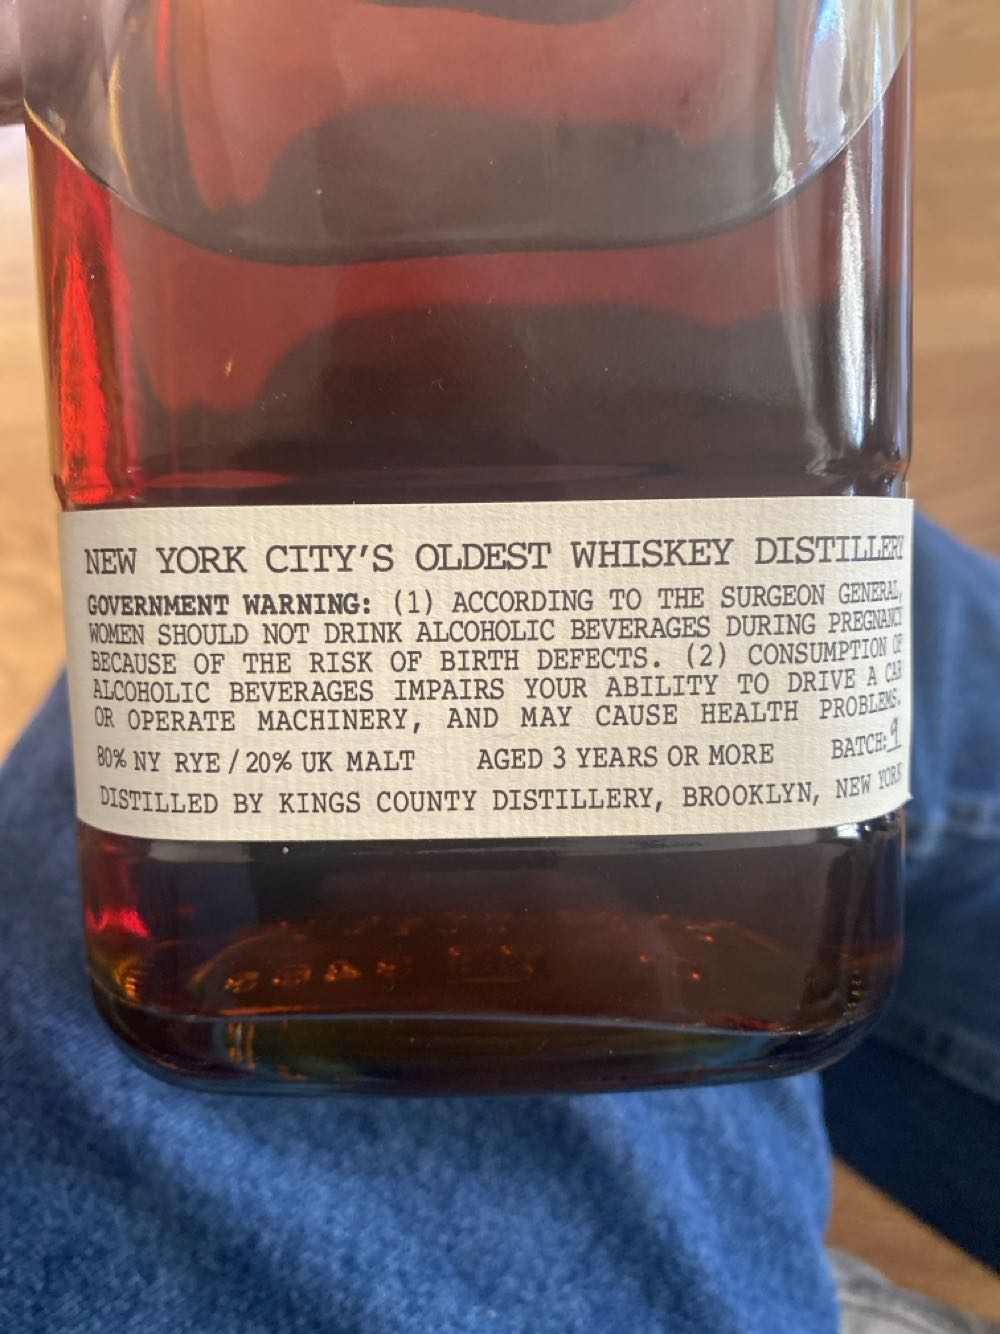 NEW YORK CITY'S OLDEST WHISKEY DISTILLERY
GOVERNMENT WARNING: (1) ACCORDING TO THE SURGEON GENERAL,
WOMEN SHOULD NOT DRINK ALCOHOLIC BEVERAGES DURING PREGNANCY
BECAUSE OF THE RISK OF BIRTH DEFECTS. (2) CONSUMPTION OF
ALCOHOLIC BEVERAGES IMPAIRS YOUR ABILITY TO DRIVE A CAR
OR OPERATE MACHINERY, AND MAY CAUSE HEALTH PROBLEMS.
80% NY RYE / 20% UK MALT AGED 3 YEARS OR MORE BATCH: 9
DISTILLED BY KINGS COUNTY DISTILLERY, BROOKLYN, NEW YORK